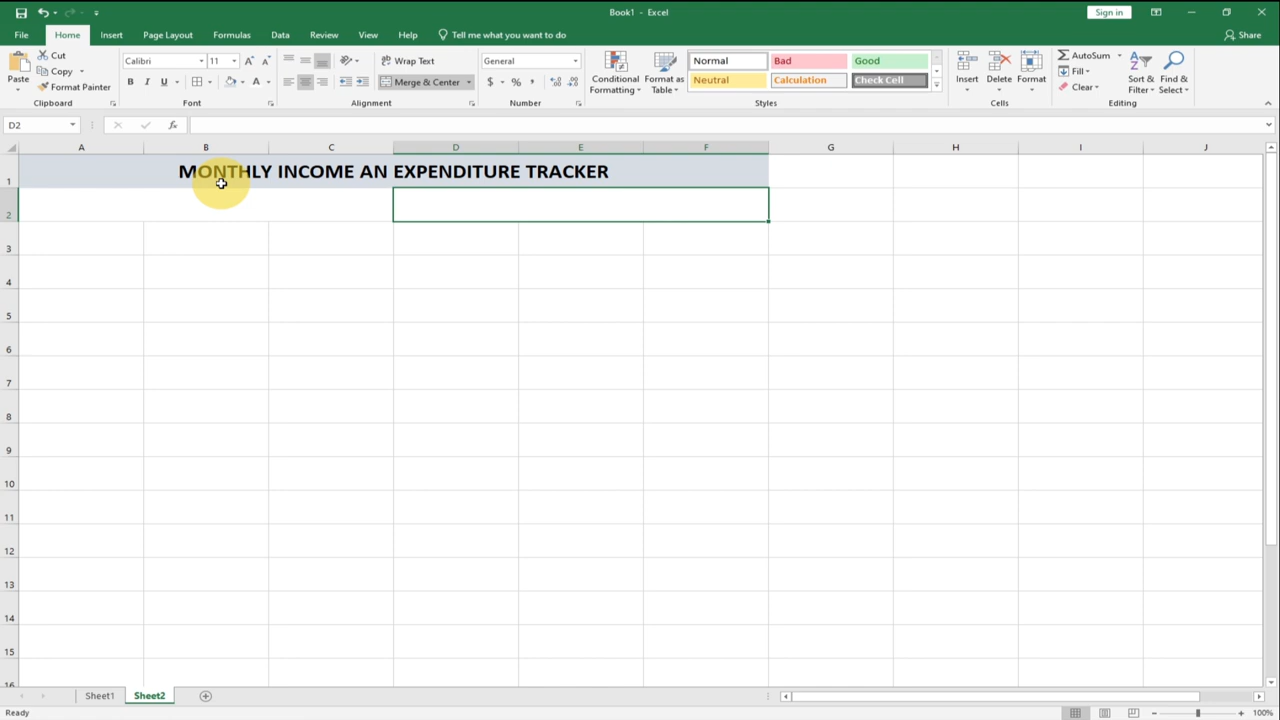 Book1 - Excel
Sign in
File Home Insert Page Layout Formulas Data Review View Help Tell me what you want to do Share
Paste
Cut
Copy
Format Painter
Clipboard
Calibri 11
B I U
Font
Wrap Text
Merge & Center
Alignment
General
$ % ,
Number
Conditional Formatting
Format as Table
Normal Bad Good
Neutral Calculation Check Cell
Styles
Insert Delete Format
Cells
AutoSum
Fill
Clear
Sort & Filter
Find & Select
Editing
D2 fx
A B C D E F G H I J
1 MONTHLY INCOME AN EXPENDITURE TRACKER
2
3
4
5
6
7
8
9
10
11
12
13
14
15
16
Sheet1 Sheet2
Ready 100%